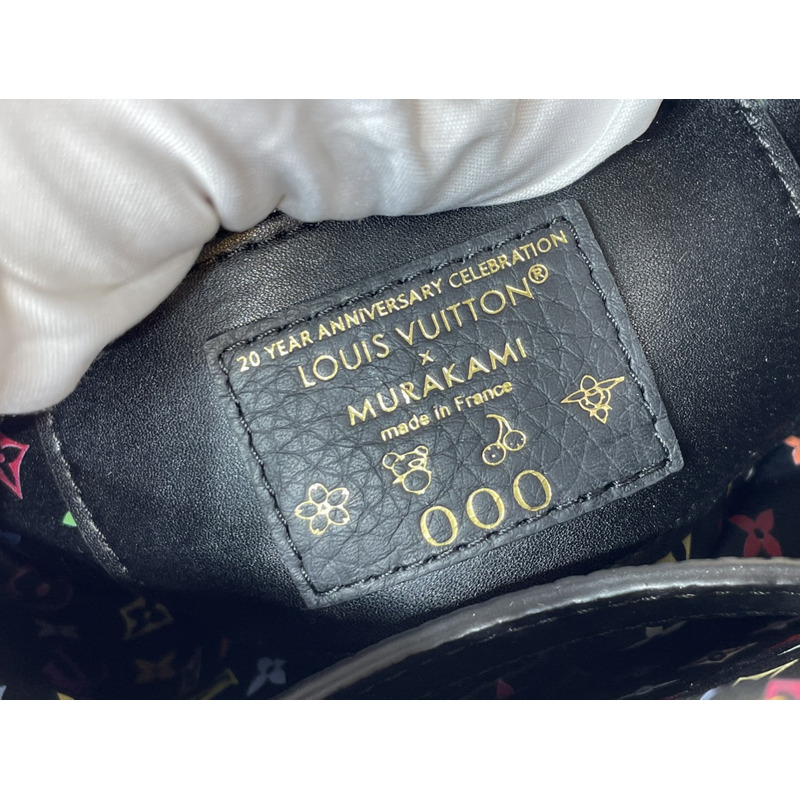 20 YEAR ANNIVERSARY CELEBRATION
LOUIS VUITTON®
x
MURAKAMI
made in France
000